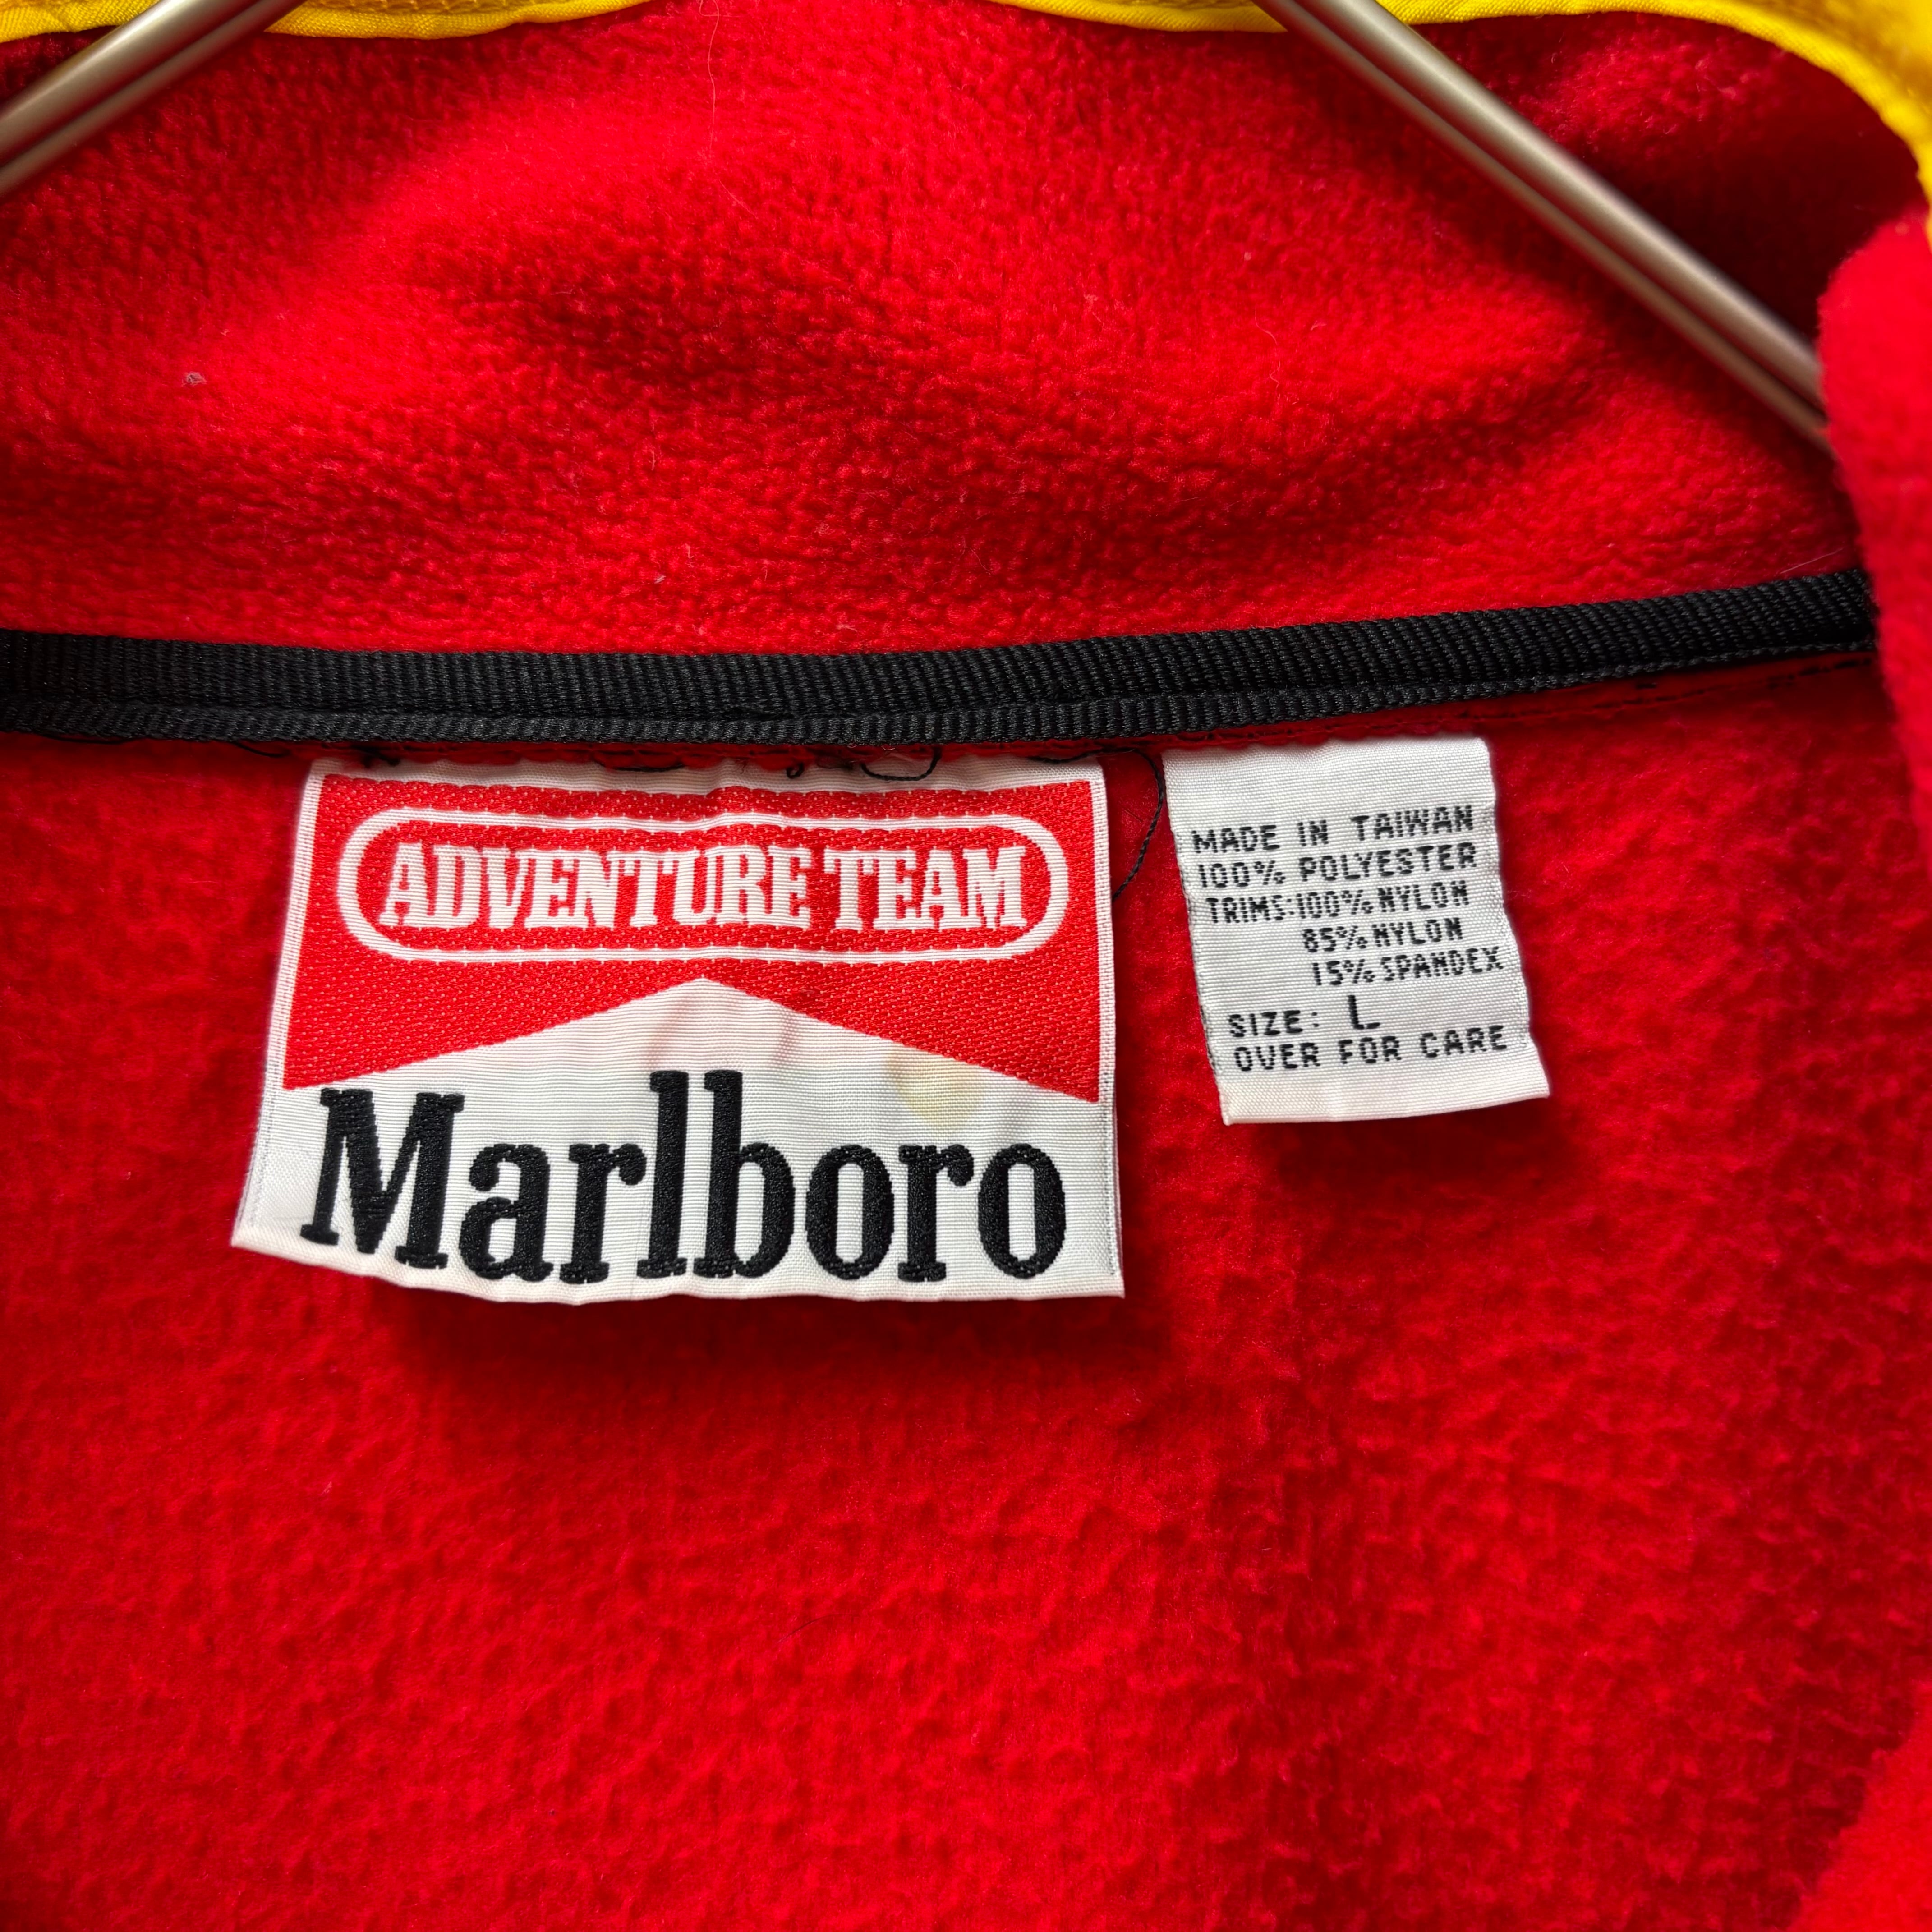 ADVENTURE TEAM
Marlboro
MADE IN TAIWAN
100% POLYESTER
TRIMS:100% NYLON
85% NYLON
15% SPANDEX
SIZE: L
OVER FOR CARE